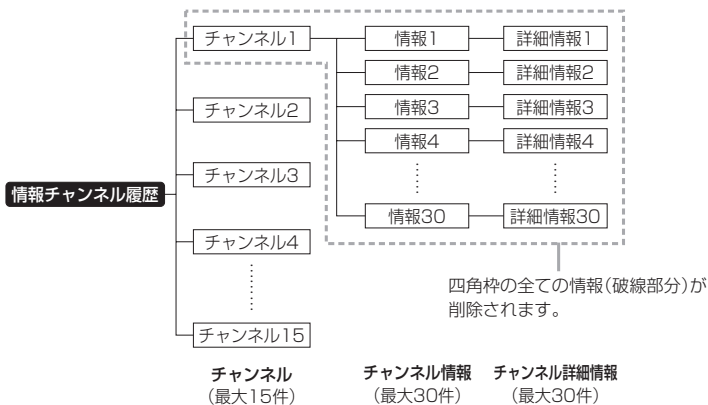 チャンネル1
情報1
詳細情報1
情報2
詳細情報2
チャンネル2
情報3
詳細情報3
情報4
詳細情報4
チャンネル3
情報チャンネル履歴
情報30
詳細情報30
チャンネル4
四角枠の全ての情報(破線部分)が
削除されます。
チャンネル15
チャンネル
(最大15件)
チャンネル情報
(最大30件)
チャンネル詳細情報
(最大30件)